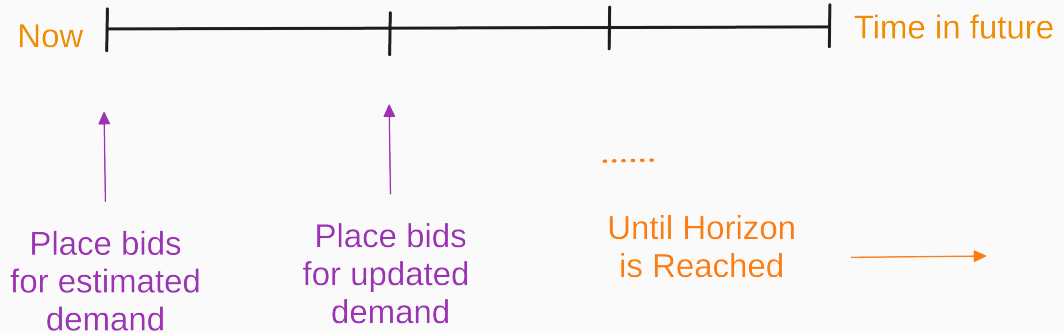 Now
Time in future
Place bids
for estimated
demand
Place bids
for updated
demand
Until Horizon
is Reached